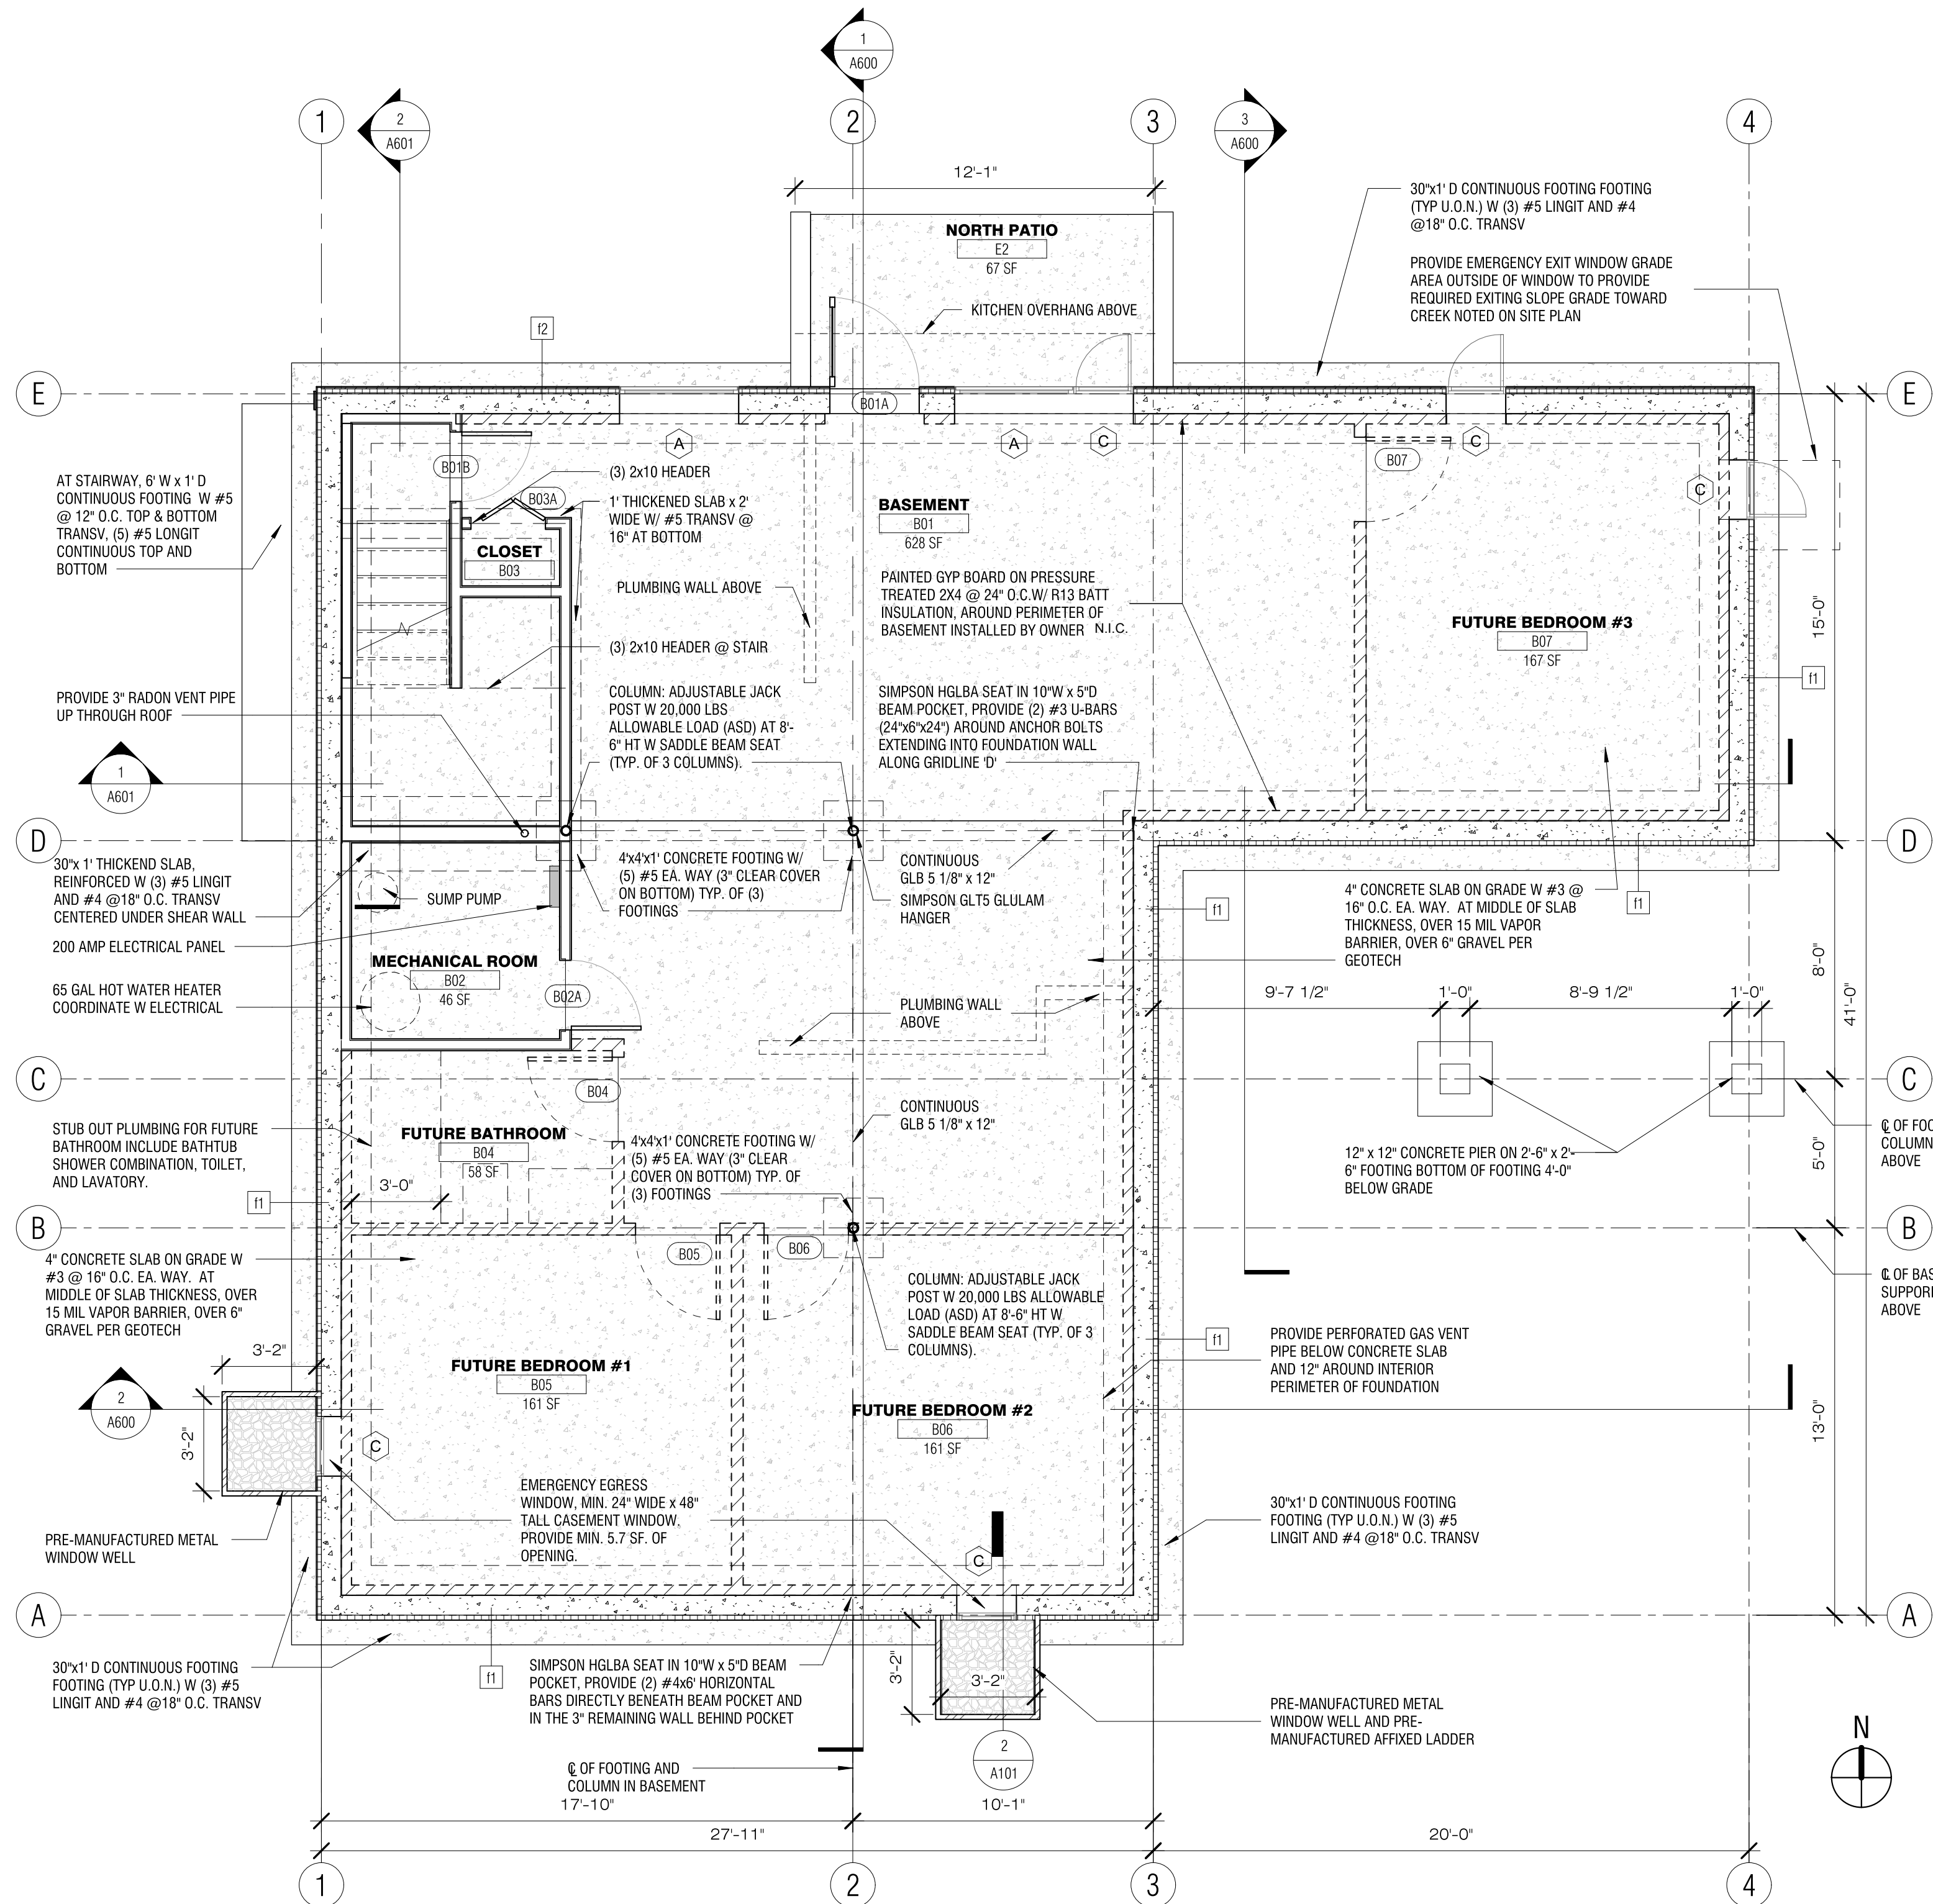 1
A600
1
2
A601
2
3
3
A600
4
12'-1"
NORTH PATIO
E2
67 SF
KITCHEN OVERHANG ABOVE
30"x1' D CONTINUOUS FOOTING FOOTING
(TYP U.O.N.) W (3) #5 LINGIT AND #4
@18" O.C. TRANSV
PROVIDE EMERGENCY EXIT WINDOW GRADE
AREA OUTSIDE OF WINDOW TO PROVIDE
REQUIRED EXITING SLOPE GRADE TOWARD
CREEK NOTED ON SITE PLAN
f2
E
B01A
E
A
A
C
C
C
B01B
B03A
B07
(3) 2x10 HEADER
1' THICKENED SLAB x 2'
WIDE W/ #5 TRANSV @
16" AT BOTTOM
AT STAIRWAY, 6' W x 1' D
CONTINUOUS FOOTING W #5
@ 12" O.C. TOP & BOTTOM
TRANSV, (5) #5 LONGIT
CONTINUOUS TOP AND
BOTTOM
CLOSET
B03
BASEMENT
B01
628 SF
PLUMBING WALL ABOVE
PAINTED GYP BOARD ON PRESSURE
TREATED 2X4 @ 24" O.C.W/ R13 BATT
INSULATION, AROUND PERIMETER OF
BASEMENT INSTALLED BY OWNER N.I.C.
FUTURE BEDROOM #3
B07
167 SF
15'-0"
f1
(3) 2x10 HEADER @ STAIR
PROVIDE 3" RADON VENT PIPE
UP THROUGH ROOF
COLUMN: ADJUSTABLE JACK
POST W 20,000 LBS
ALLOWABLE LOAD (ASD) AT 8'-
6" HT W SADDLE BEAM SEAT
(TYP. OF 3 COLUMNS).
SIMPSON HGLBA SEAT IN 10"W x 5"D
BEAM POCKET, PROVIDE (2) #3 U-BARS
(24"x6"x24") AROUND ANCHOR BOLTS
EXTENDING INTO FOUNDATION WALL
ALONG GRIDLINE 'D'
1
A601
D
D
30"x 1' THICKEND SLAB,
REINFORCED W (3) #5 LINGIT
AND #4 @18" O.C. TRANSV
CENTERED UNDER SHEAR WALL
SUMP PUMP
4'x4'x1' CONCRETE FOOTING W/
(5) #5 EA. WAY (3" CLEAR COVER
ON BOTTOM) TYP. OF (3)
FOOTINGS
CONTINUOUS
GLB 5 1/8" x 12"
SIMPSON GLT5 GLULAM
HANGER
f1
4" CONCRETE SLAB ON GRADE W #3 @
16" O.C. EA. WAY. AT MIDDLE OF SLAB
THICKNESS, OVER 15 MIL VAPOR
BARRIER, OVER 6" GRAVEL PER
GEOTECH
f1
200 AMP ELECTRICAL PANEL
MECHANICAL ROOM
B02
46 SF
B02A
65 GAL HOT WATER HEATER
COORDINATE W ELECTRICAL
PLUMBING WALL
ABOVE
9'-7 1/2"
1'-0"
8'-9 1/2"
1'-0"
8'-0"
41'-0"
C
C
B04
STUB OUT PLUMBING FOR FUTURE
BATHROOM INCLUDE BATHTUB
SHOWER COMBINATION, TOILET,
AND LAVATORY.
FUTURE BATHROOM
B04
58 SF
3'-0"
f1
4'x4'x1' CONCRETE FOOTING W/
(5) #5 EA. WAY (3" CLEAR
COVER ON BOTTOM) TYP. OF
(3) FOOTINGS
CONTINUOUS
GLB 5 1/8" x 12"
12" x 12" CONCRETE PIER ON 2'-6" x 2'-
6" FOOTING BOTTOM OF FOOTING 4'-0"
BELOW GRADE
℄ OF FOO
COLUMN
ABOVE
5'-0"
B
B
B05
B06
4" CONCRETE SLAB ON GRADE W
#3 @ 16" O.C. EA. WAY. AT
MIDDLE OF SLAB THICKNESS, OVER
15 MIL VAPOR BARRIER, OVER 6"
GRAVEL PER GEOTECH
COLUMN: ADJUSTABLE JACK
POST W 20,000 LBS ALLOWABLE
LOAD (ASD) AT 8'-6" HT W
SADDLE BEAM SEAT (TYP. OF 3
COLUMNS).
f1
PROVIDE PERFORATED GAS VENT
PIPE BELOW CONCRETE SLAB
AND 12" AROUND INTERIOR
PERIMETER OF FOUNDATION
℄ OF BAS
SUPPOR
ABOVE
3'-2"
FUTURE BEDROOM #1
B05
161 SF
FUTURE BEDROOM #2
B06
161 SF
2
A600
3'-2"
C
13'-0"
EMERGENCY EGRESS
WINDOW, MIN. 24" WIDE x 48"
TALL CASEMENT WINDOW.
PROVIDE MIN. 5.7 SF. OF
OPENING.
C
30"x1' D CONTINUOUS FOOTING
FOOTING (TYP U.O.N.) W (3) #5
LINGIT AND #4 @18" O.C. TRANSV
PRE-MANUFACTURED METAL
WINDOW WELL
A
A
30"x1' D CONTINUOUS FOOTING
FOOTING (TYP U.O.N.) W (3) #5
LINGIT AND #4 @18" O.C. TRANSV
f1
SIMPSON HGLBA SEAT IN 10"W x 5"D BEAM
POCKET, PROVIDE (2) #4x6' HORIZONTAL
BARS DIRECTLY BENEATH BEAM POCKET AND
IN THE 3" REMAINING WALL BEHIND POCKET
3'-2"
3'-2"
PRE-MANUFACTURED METAL
WINDOW WELL AND PRE-
MANUFACTURED AFFIXED LADDER
2
A101
N
℄ OF FOOTING AND
COLUMN IN BASEMENT
17'-10"
10'-1"
27'-11"
20'-0"
1
2
3
4